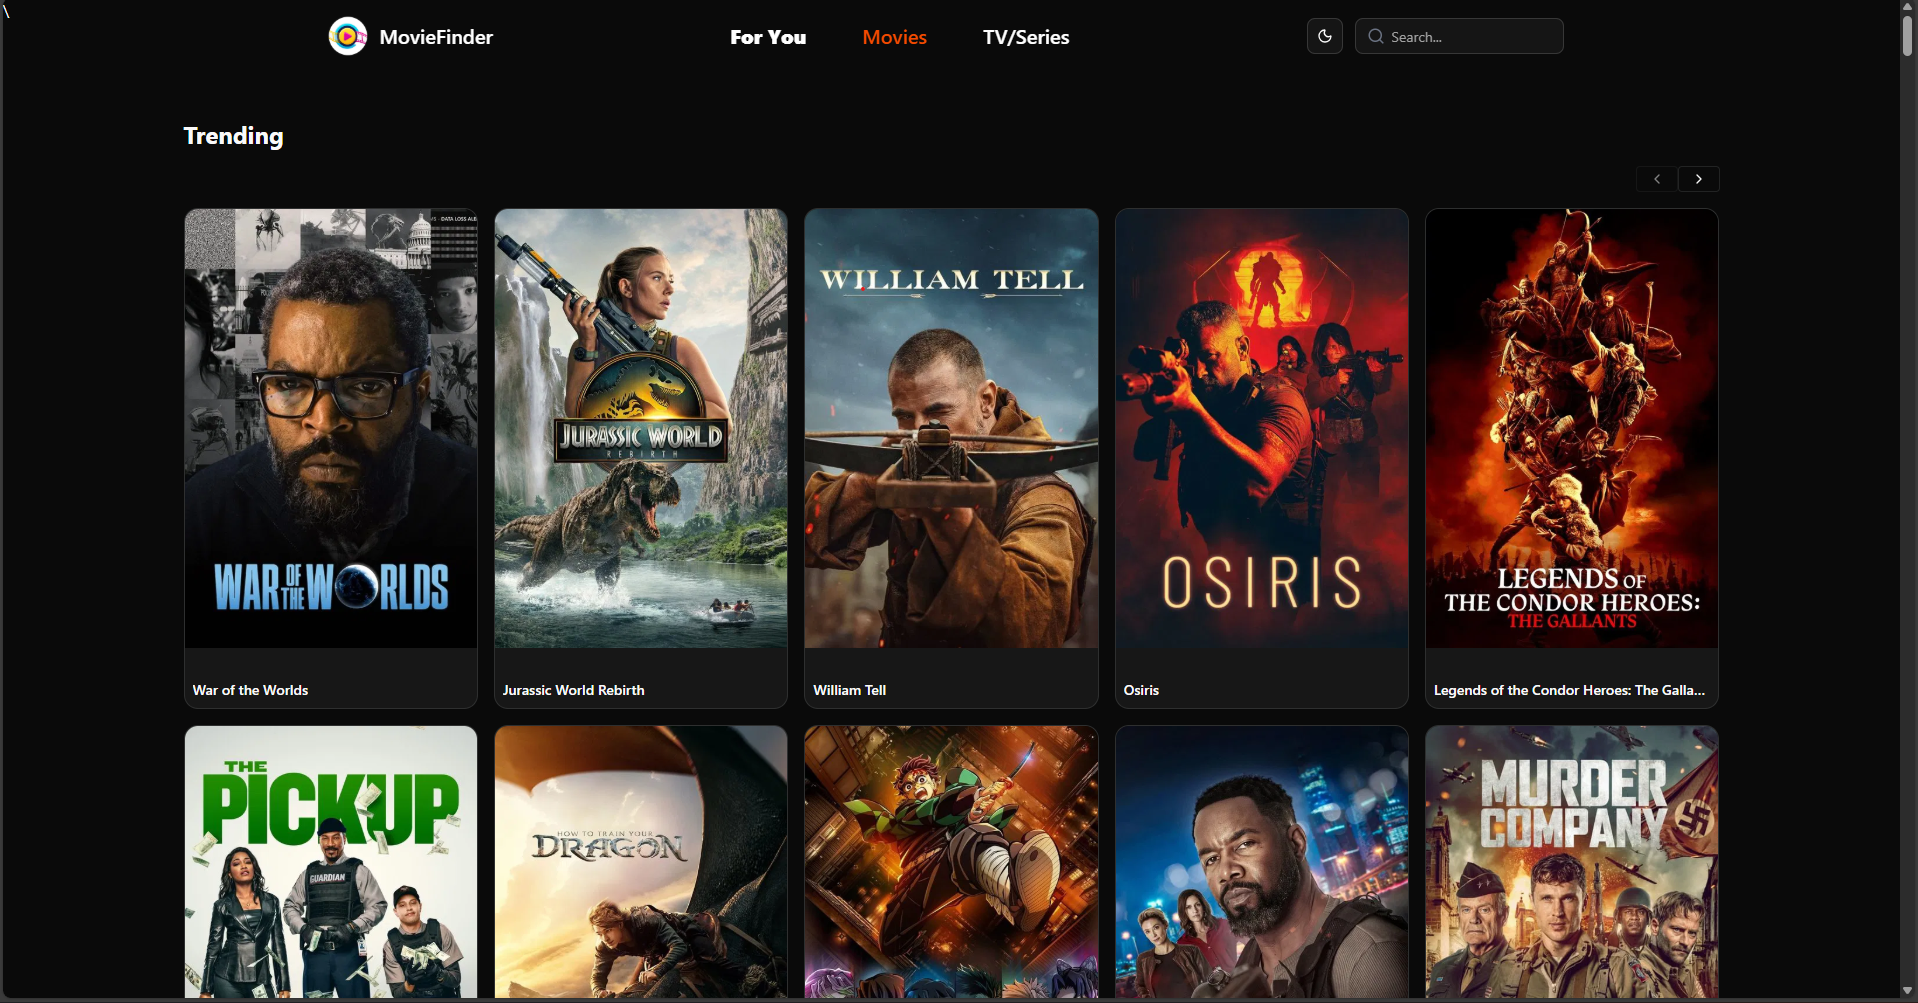 \
MovieFinder
For You
Movies
TV/Series
Search...
Trending
DATA LOSS
WAR OF THE WORLDS
JURASSIC WORLD
REBIRTH
WILLIAM TELL
OSIRIS
LEGENDS OF
THE CONDOR HEROES:
THE GALLANTS
War of the Worlds
Jurassic World Rebirth
William Tell
Osiris
Legends of the Condor Heroes: The Galla...
THE
PICKUP
GUARDIAN
HOW TO TRAIN YOUR
DRAGON
MURDER
COMPANY